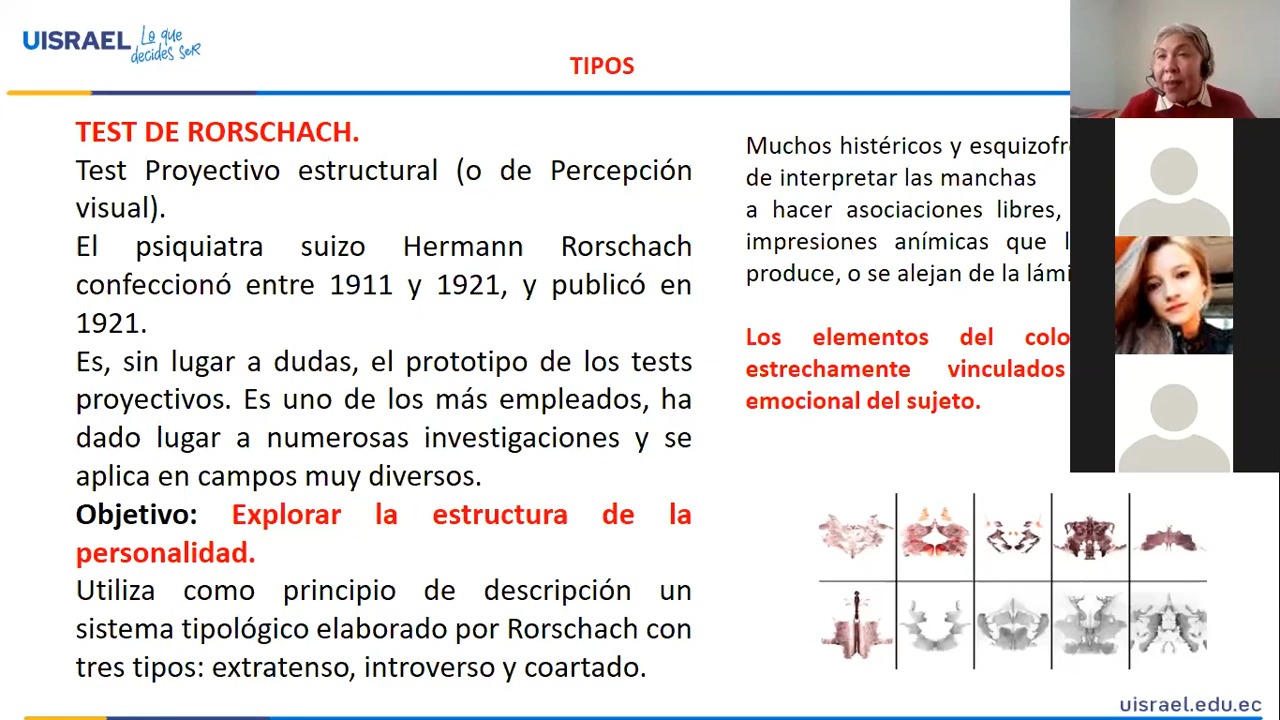 UISRAEL Lo que
decides seR
TIPOS
TEST DE RORSCHACH.
Test Proyectivo estructural (o de Percepción
visual).
El psiquiatra suizo Hermann Rorschach
confeccionó entre 1911 y 1921, y publicó en
1921.
Es, sin lugar a dudas, el prototipo de los tests
proyectivos. Es uno de los más empleados, ha
dado lugar a numerosas investigaciones y se
aplica en campos muy diversos.
Objetivo: Explorar la estructura de la
personalidad.
Utiliza como principio de descripción un
sistema tipológico elaborado por Rorschach con
tres tipos: extratenso, introverso y coartado.
Muchos histéricos y
de interpretar las manchas
a hacer asociaciones libres,
impresiones anímicas que
produce, o se alejan de la
Los elementos del
estrechamente vinculados
emocional del sujeto.
uisrael.edu.ec